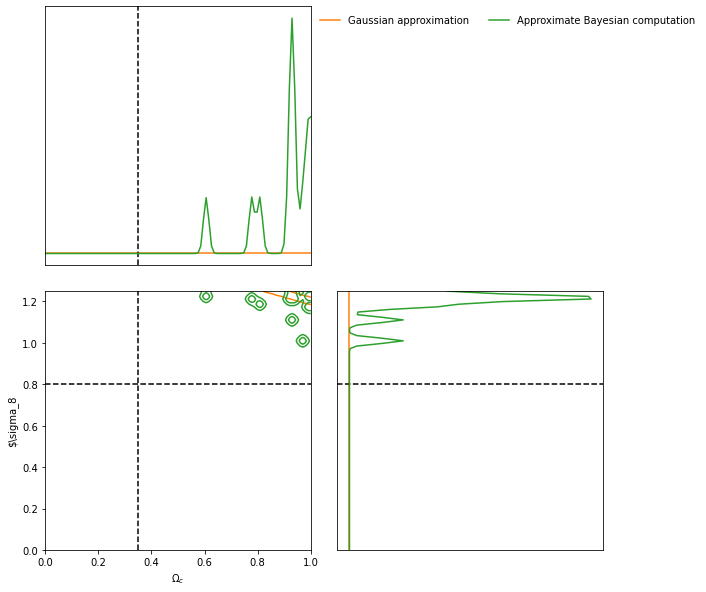 Gaussian approximation
Approximate Bayesian computation
1.2
1.0
0.8
0.6
0.4
0.2
0.0
$\sigma_8
0.0 0.2 0.4 0.6 0.8 1.0
Ω_c